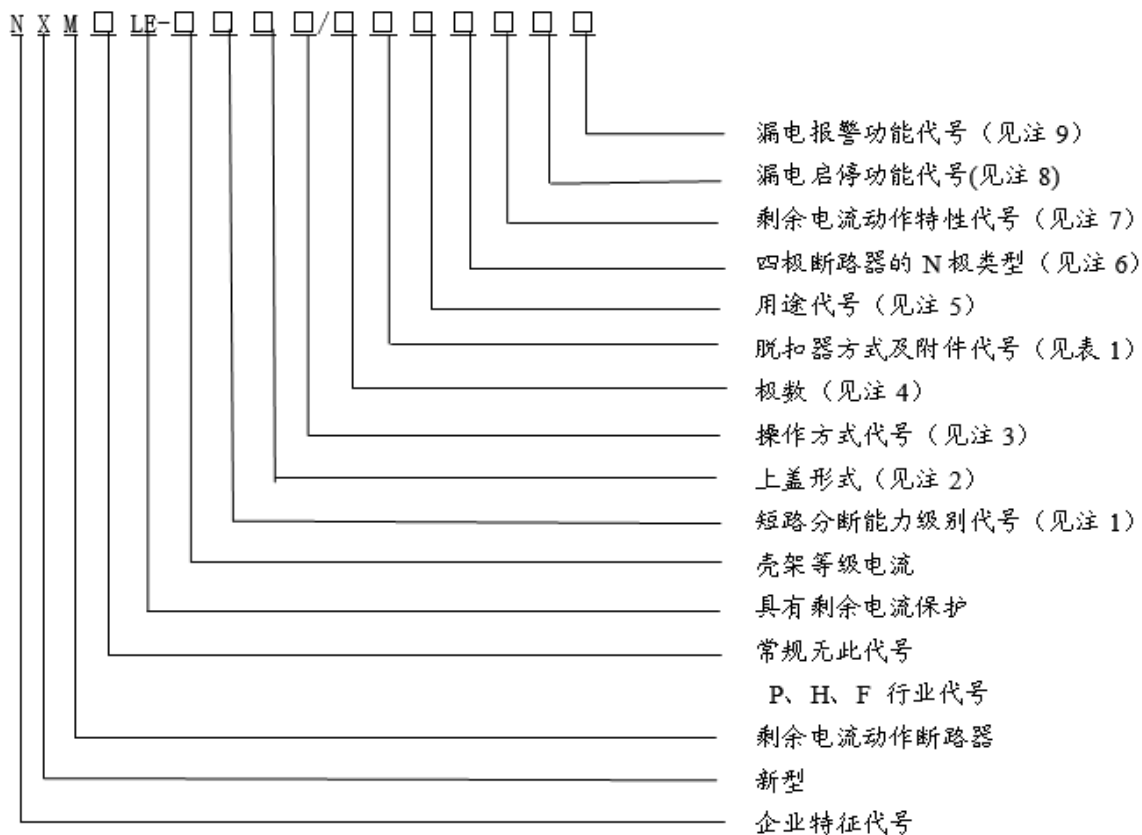 N X M □ LE-□ □ □ □/□ □ □ □ □ □ □
漏电报警功能代号（见注 9）
漏电启停功能代号(见注 8)
剩余电流动作特性代号（见注 7）
四极断路器的 N 极类型（见注 6）
用途代号（见注 5）
脱扣器方式及附件代号（见表 1）
极数（见注 4）
操作方式代号（见注 3）
上盖形式（见注 2）
短路分断能力级别代号（见注 1）
壳架等级电流
具有剩余电流保护
常规无此代号
P、H、F 行业代号
剩余电流动作断路器
新型
企业特征代号